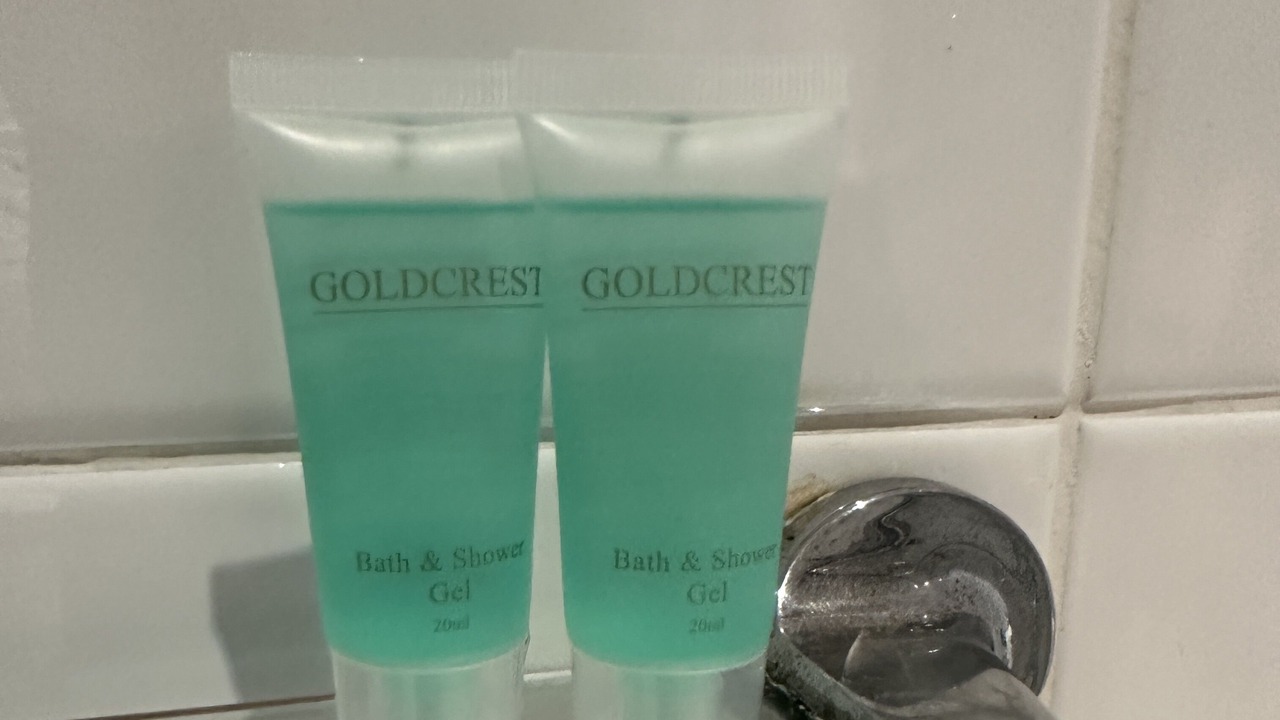 GOLDCREST
Bath & Shower
Gel
20ml
GOLDCREST
Bath & Shower
Gel
20ml